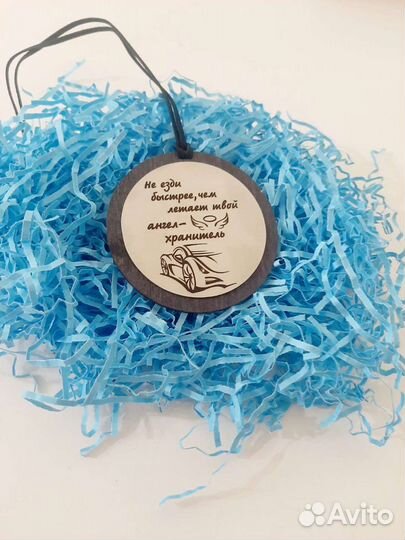 Не езди
быстрее, чем
летает твой
ангел-
хранитель
Avito